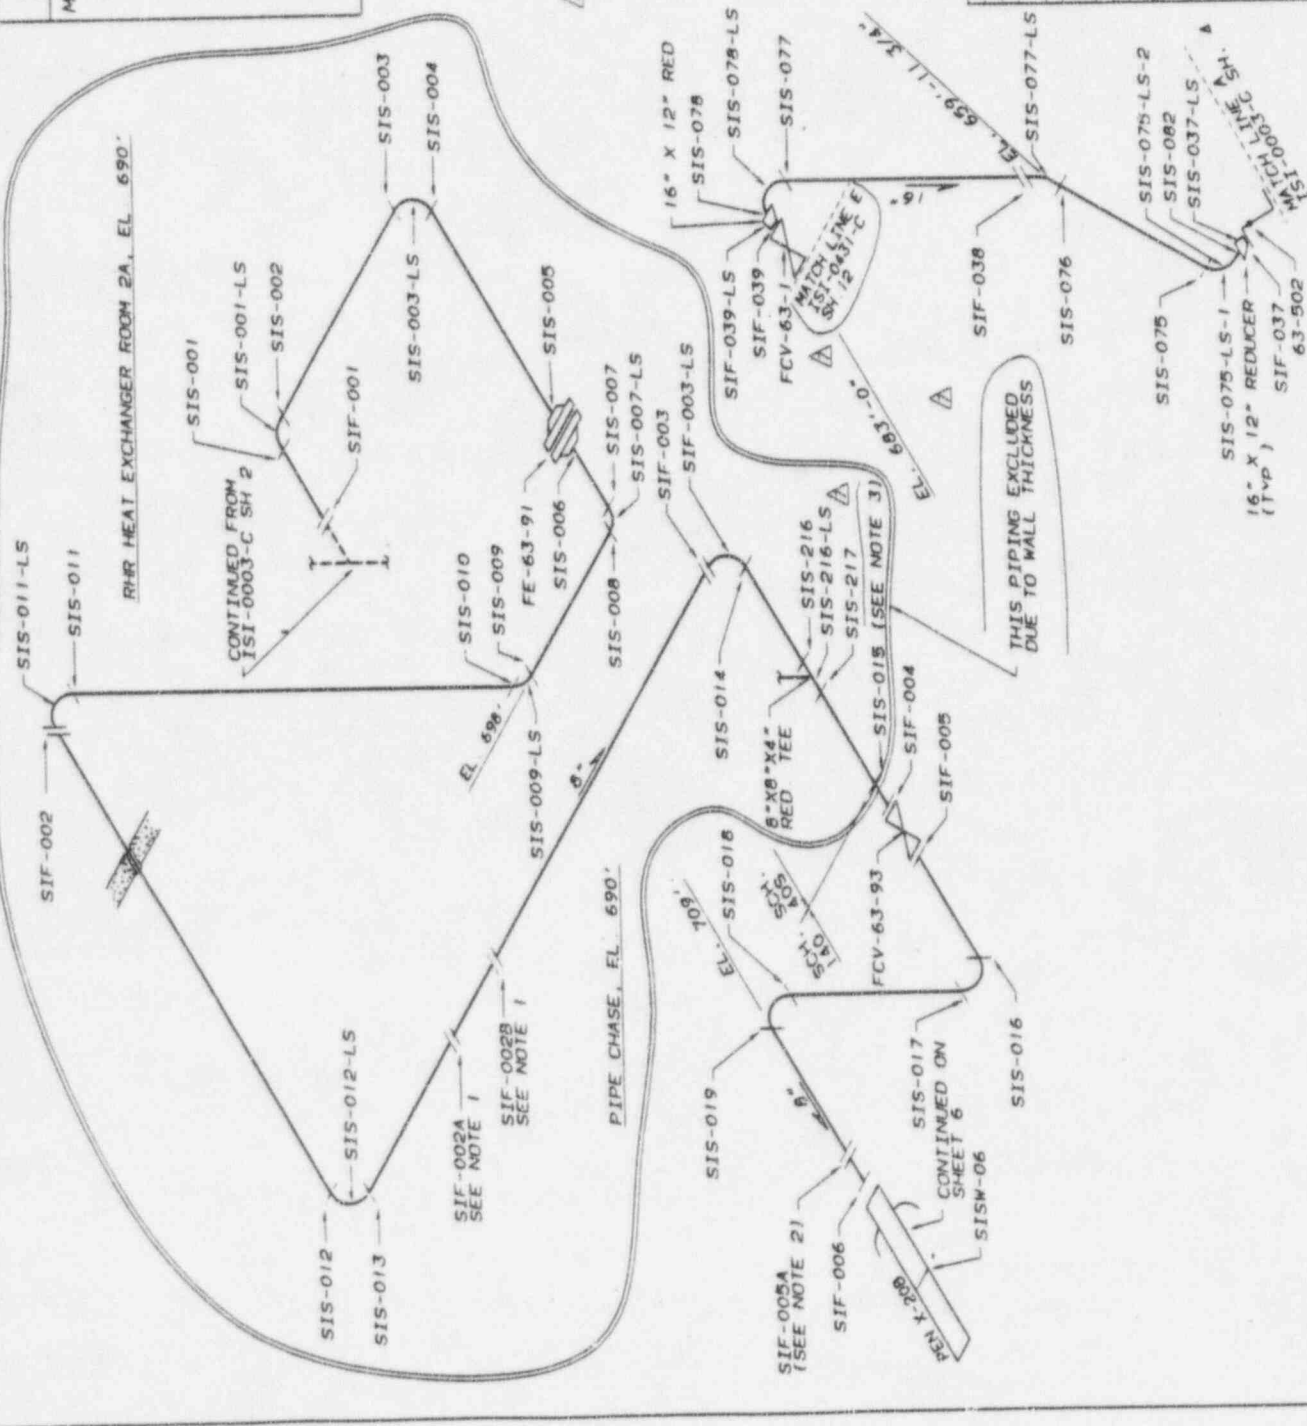 M
SIS-011-LS
SIS-011
SIF-002
RHR HEAT EXCHANGER ROOM 2A, EL 690'
CONTINUED FROM
ISI-0003-C SH 2
SIS-001
SIS-001-LS
SIS-002
SIF-001
SIS-003
SIS-004
SIS-003-LS
SIS-005
FE-63-91
SIS-006
SIS-007
SIS-007-LS
SIS-008
SIS-010
SIS-009
EL 698'
SIS-009-LS
8"
SIF-003
SIF-003-LS
SIS-014
SIS-216
SIS-216-LS
SIS-217
8"X8"X4"
RED TEE
SIS-015 (SEE NOTE 3)
SIF-004
SIF-005
SIS-012
SIS-012-LS
SIS-013
SIF-002A
SEE NOTE 1
SIF-002B
SEE NOTE 1
PIPE CHASE, EL 690'
EL. 709'
SIS-018
SCH. 40S
SCH. 140
FCV-63-93
SIS-019
8"
SIS-017
SIS-016
CONTINUED ON
SHEET 6
SISW-06
SIF-005A
(SEE NOTE 2)
SIF-006
PEN X-208
16" X 12" RED
SIS-078
SIS-078-LS
SIS-077
SIF-039-LS
SIF-039
FCV-63-1
MATCH LINE E
ISI-0431-C
SH 12
EL. 683'-0"
EL. 659'-11 3/4"
SIS-077-LS
SIF-038
SIS-076
SIS-075
SIS-075-LS-1
16" X 12" REDUCER
(TYP)
SIF-037
63-502
SIS-075-LS-2
SIS-082
SIS-037-LS
MATCH LINE A
ISI-0003-C SH.
THIS PIPING EXCLUDED
DUE TO WALL THICKNESS